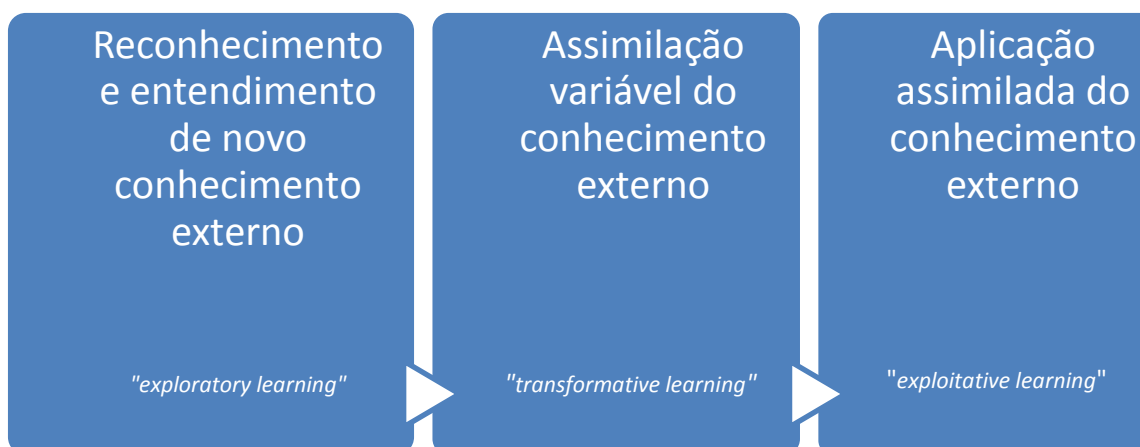 Reconhecimento
e entendimento
de novo
conhecimento
externo
"exploratory learning"
Assimilação
variável do
conhecimento
externo
"transformative learning"
Aplicação
assimilada do
conhecimento
externo
"exploitative learning"